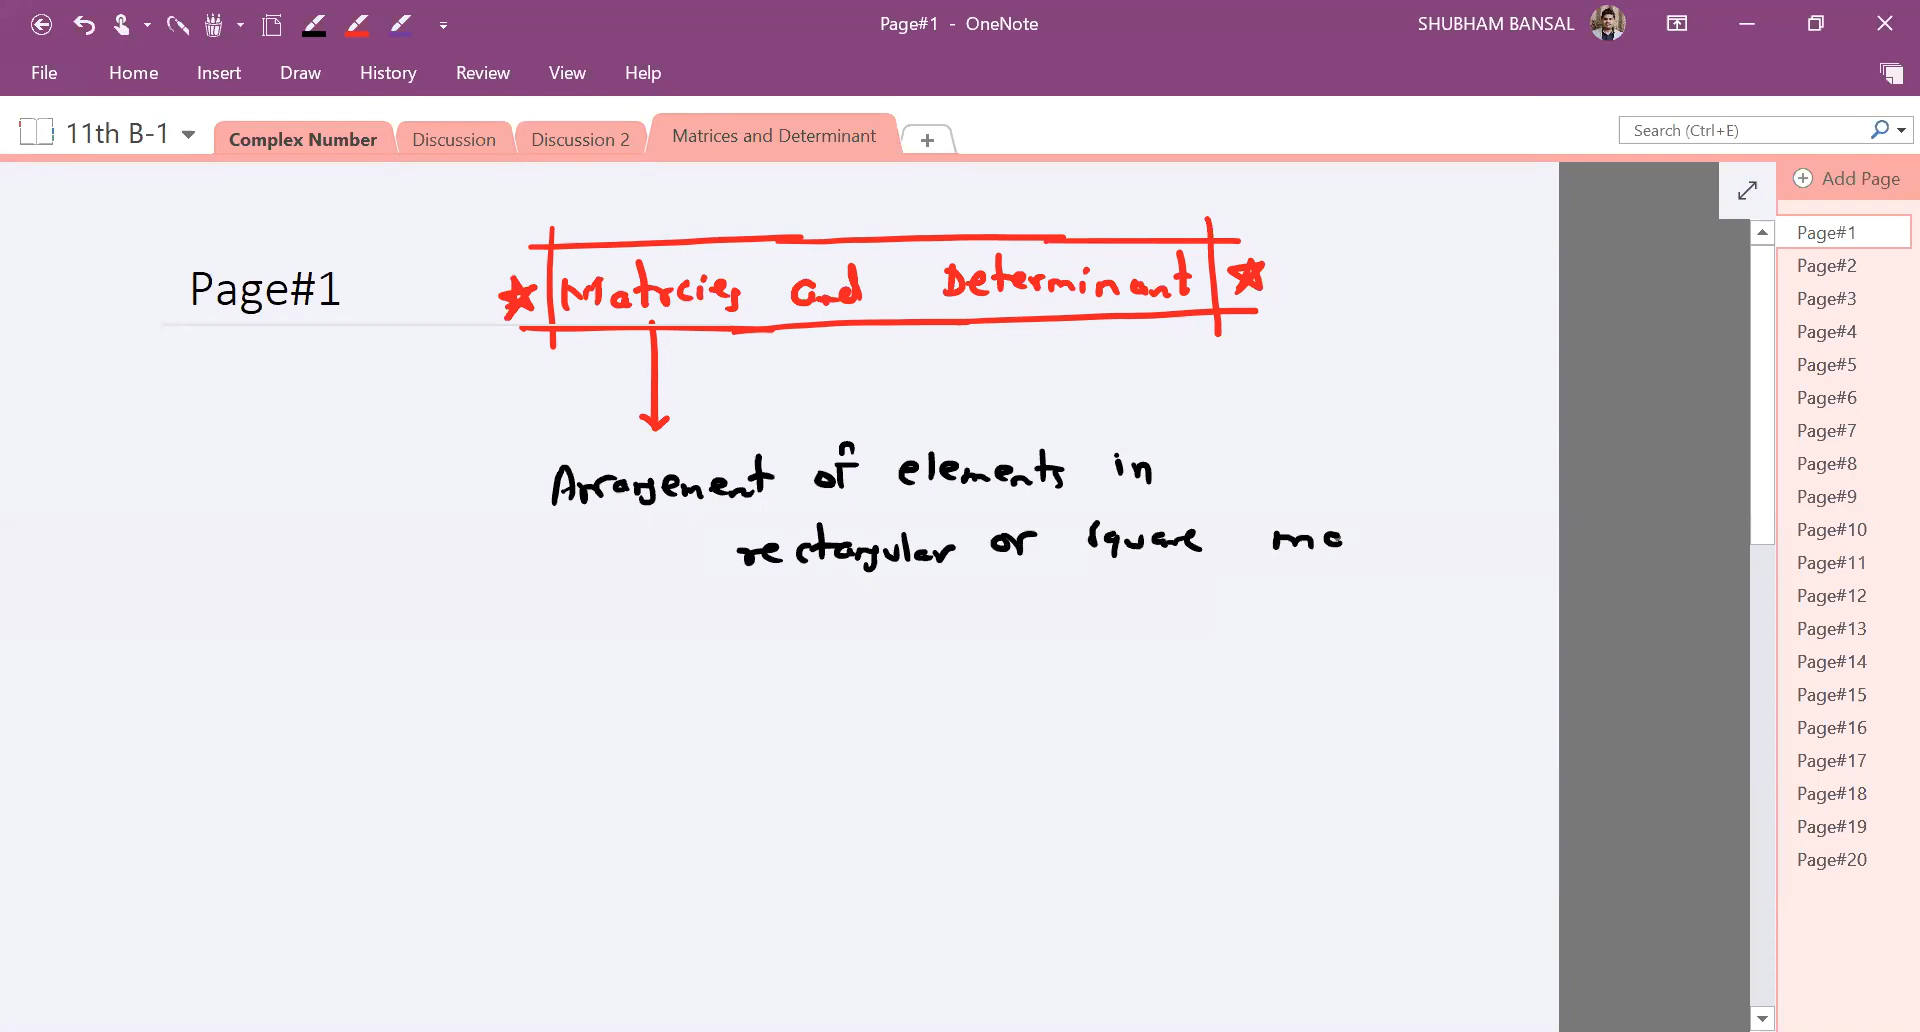 Page#1 - OneNote
SHUBHAM BANSAL
File Home Insert Draw History Review View Help
11th B-1
Complex Number
Discussion
Discussion 2
Matrices and Determinant
Search (Ctrl+E)
Add Page
Page#1
Matrcies and Determinant
Arrangement of elements in
rectangular or square mo
Page#1
Page#2
Page#3
Page#4
Page#5
Page#6
Page#7
Page#8
Page#9
Page#10
Page#11
Page#12
Page#13
Page#14
Page#15
Page#16
Page#17
Page#18
Page#19
Page#20